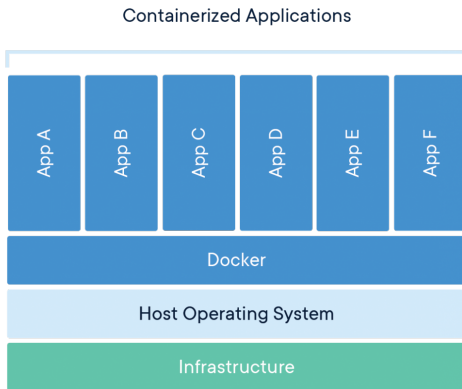 Containerized Applications
App A
App B
App C
App D
App E
App F
Docker
Host Operating System
Infrastructure